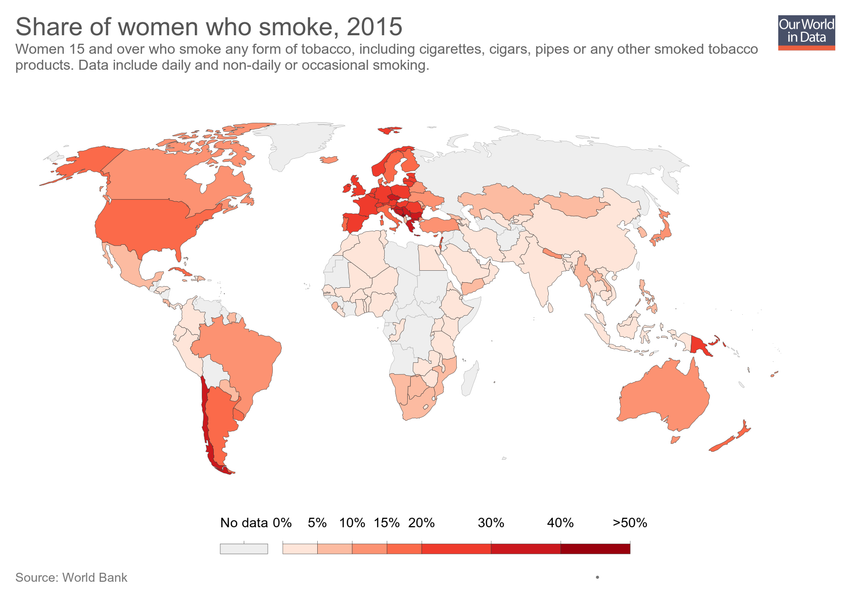 Share of women who smoke, 2015
Our World
in Data
Women 15 and over who smoke any form of tobacco, including cigarettes, cigars, pipes or any other smoked tobacco
products. Data include daily and non-daily or occasional smoking.
No data 0% 5% 10% 15% 20% 30% 40% >50%
Source: World Bank